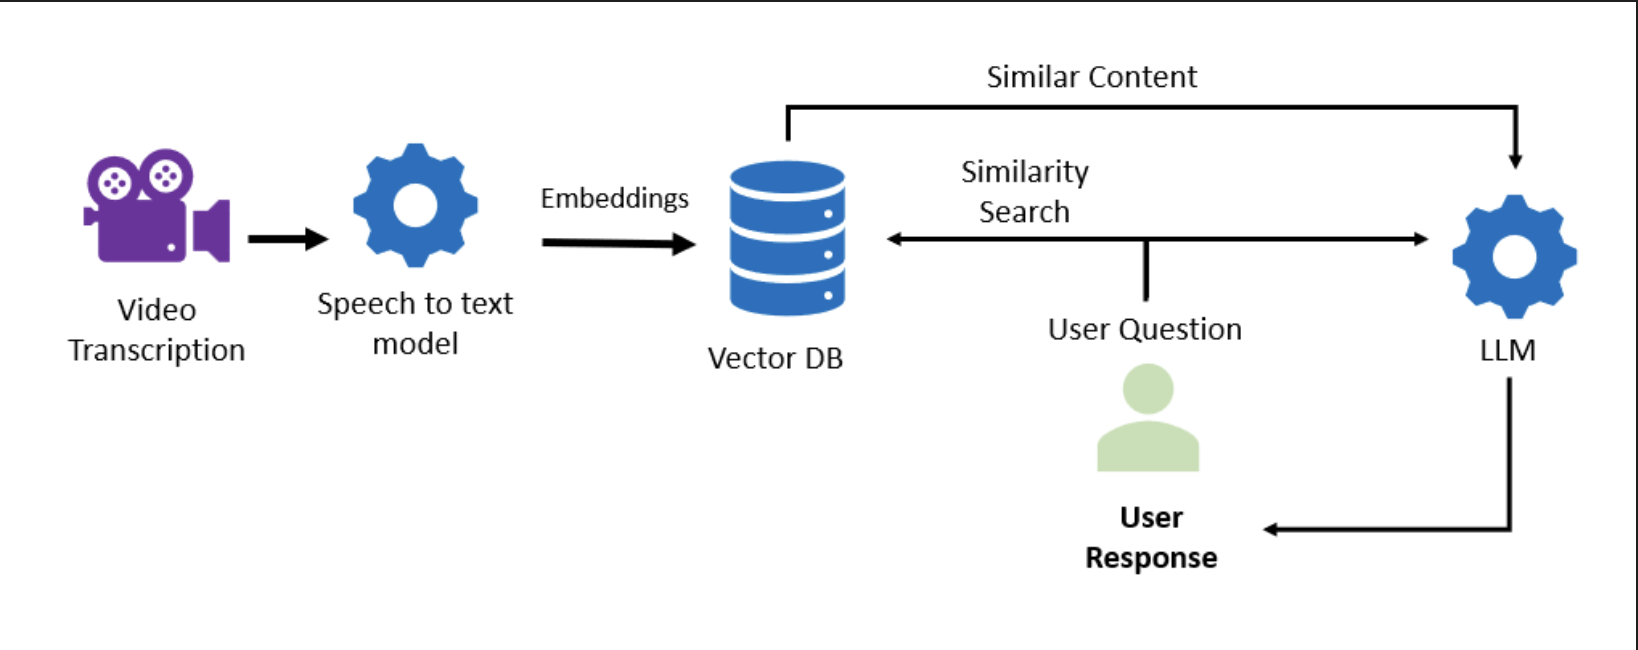 Similar Content
Similarity
Search
Embeddings
Video
Transcription
Speech to text
model
Vector DB
User Question
LLM
User
Response